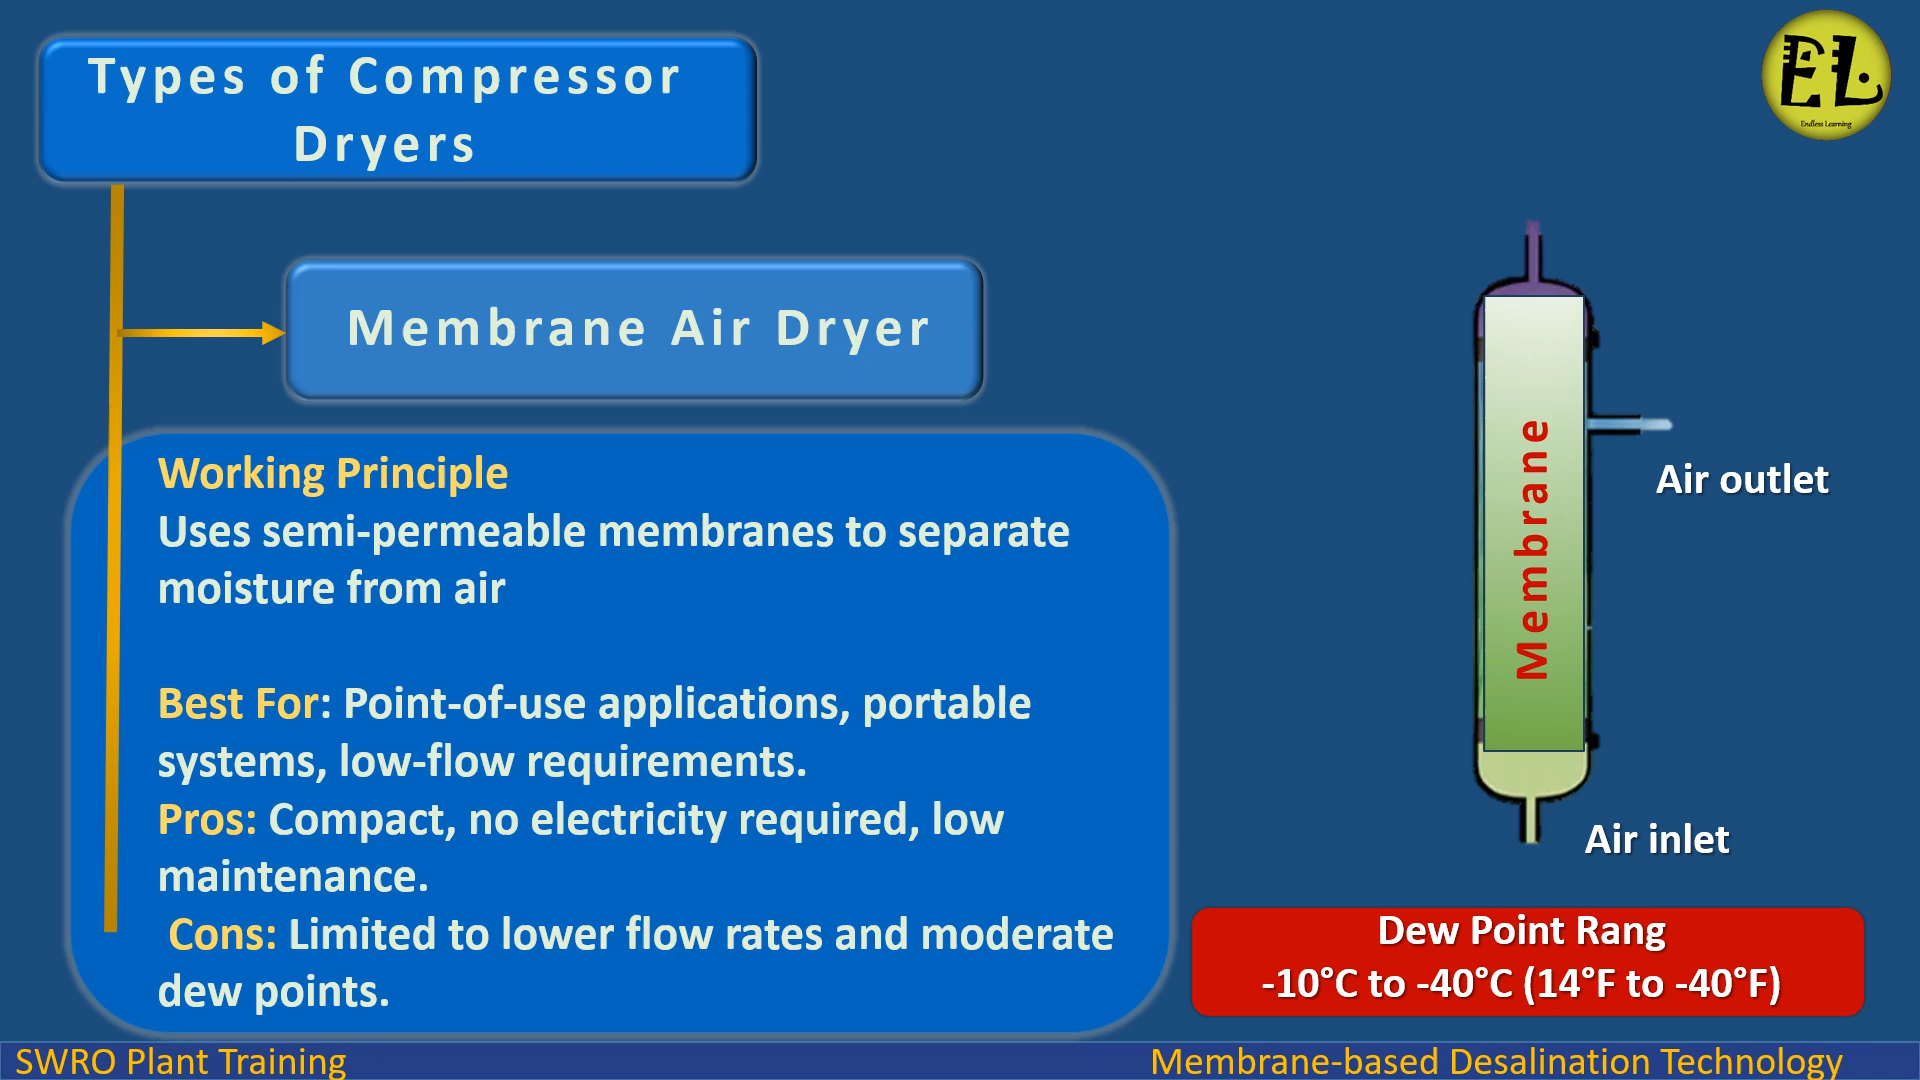 Types of Compressor
Dryers
EL
Endless Learning
Membrane Air Dryer
Working Principle
Uses semi-permeable membranes to separate
moisture from air
Best For: Point-of-use applications, portable
systems, low-flow requirements.
Pros: Compact, no electricity required, low
maintenance.
Cons: Limited to lower flow rates and moderate
dew points.
Membrane
Air outlet
Air inlet
Dew Point Rang
-10°C to -40°C (14°F to -40°F)
SWRO Plant Training
Membrane-based Desalination Technology